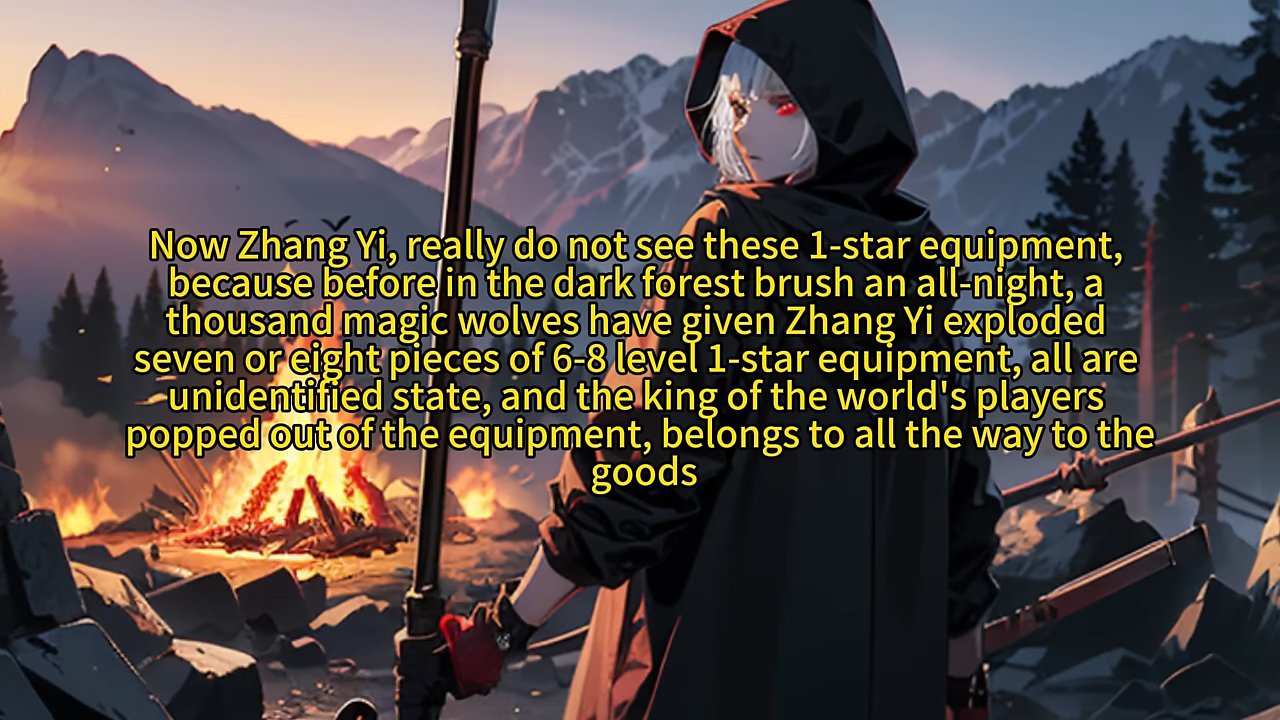 Now Zhang Yi, really do not see these 1-star equipment,
because before in the dark forest brush an all-night, a
thousand magic wolves have given Zhang Yi exploded
seven or eight pieces of 6-8 level 1-star equipment, all are
unidentified state, and the king of the world's players
popped out of the equipment, belongs to all the way to the
goods